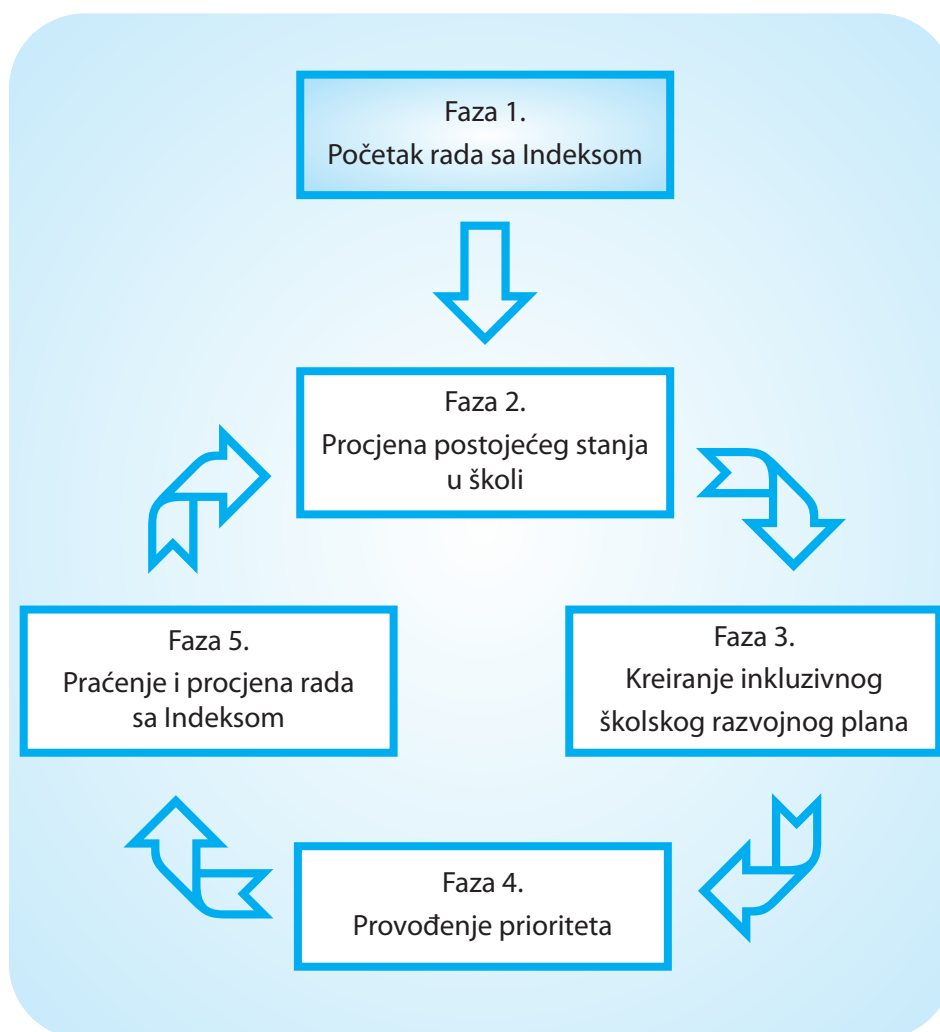 Faza 1.
Početak rada sa Indeksom
Faza 2.
Procjena postojećeg stanja
u školi
Faza 3.
Kreiranje inkluzivnog
školskog razvojnog plana
Faza 4.
Provođenje prioriteta
Faza 5.
Praćenje i procjena rada
sa Indeksom